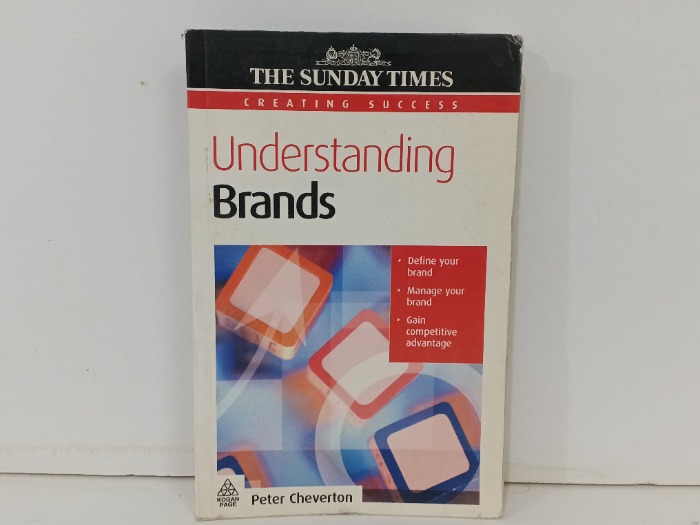 THE SUNDAY TIMES
CREATING SUCCESS
Understanding
Brands
• Define your
brand
• Manage your
brand
• Gain
competitive
advantage
KOGAN
PAGE
Peter Cheverton